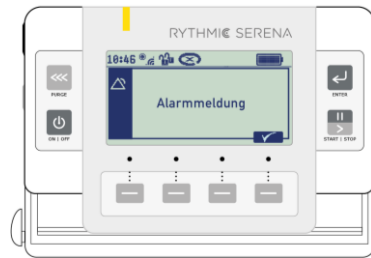 RYTHMIC SERENA
10:46
Alarmmeldung
PURGE
ON | OFF
ENTER
START | STOP